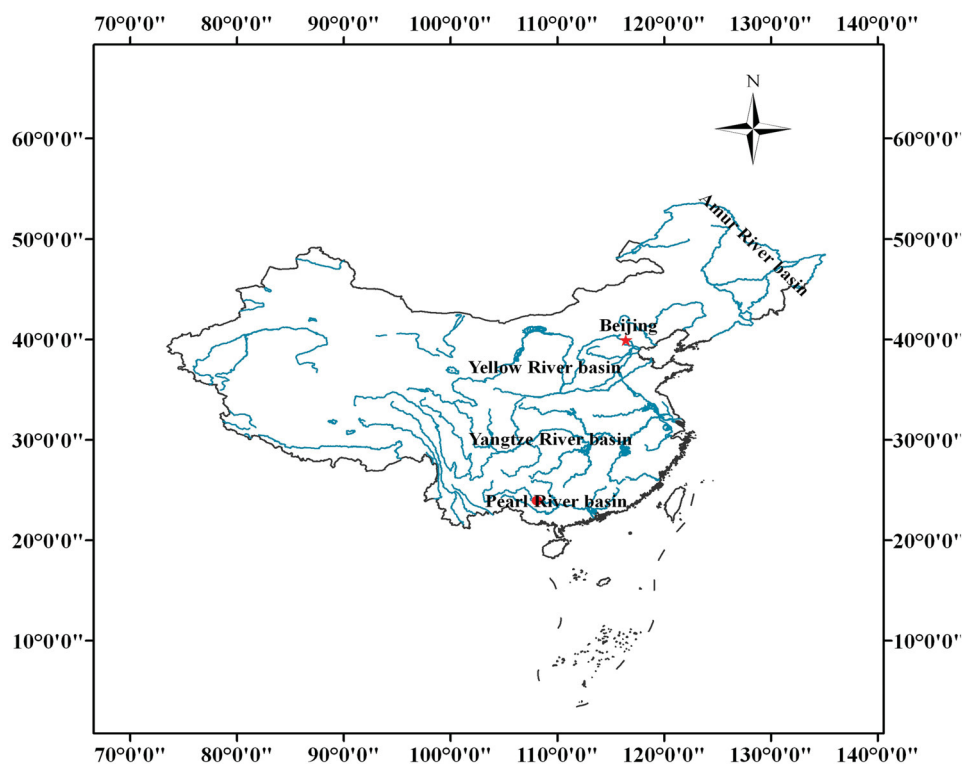 70°0'0" 80°0'0" 90°0'0" 100°0'0" 110°0'0" 120°0'0" 130°0'0" 140°0'0"
N
60°0'0" 60°0'0"
Amur River basin
50°0'0" 50°0'0"
Beijing
40°0'0" 40°0'0"
Yellow River basin
Yangtze River basin
30°0'0" 30°0'0"
Pearl River basin
20°0'0" 20°0'0"
10°0'0" 10°0'0"
70°0'0" 80°0'0" 90°0'0" 100°0'0" 110°0'0" 120°0'0" 130°0'0" 140°0'0"